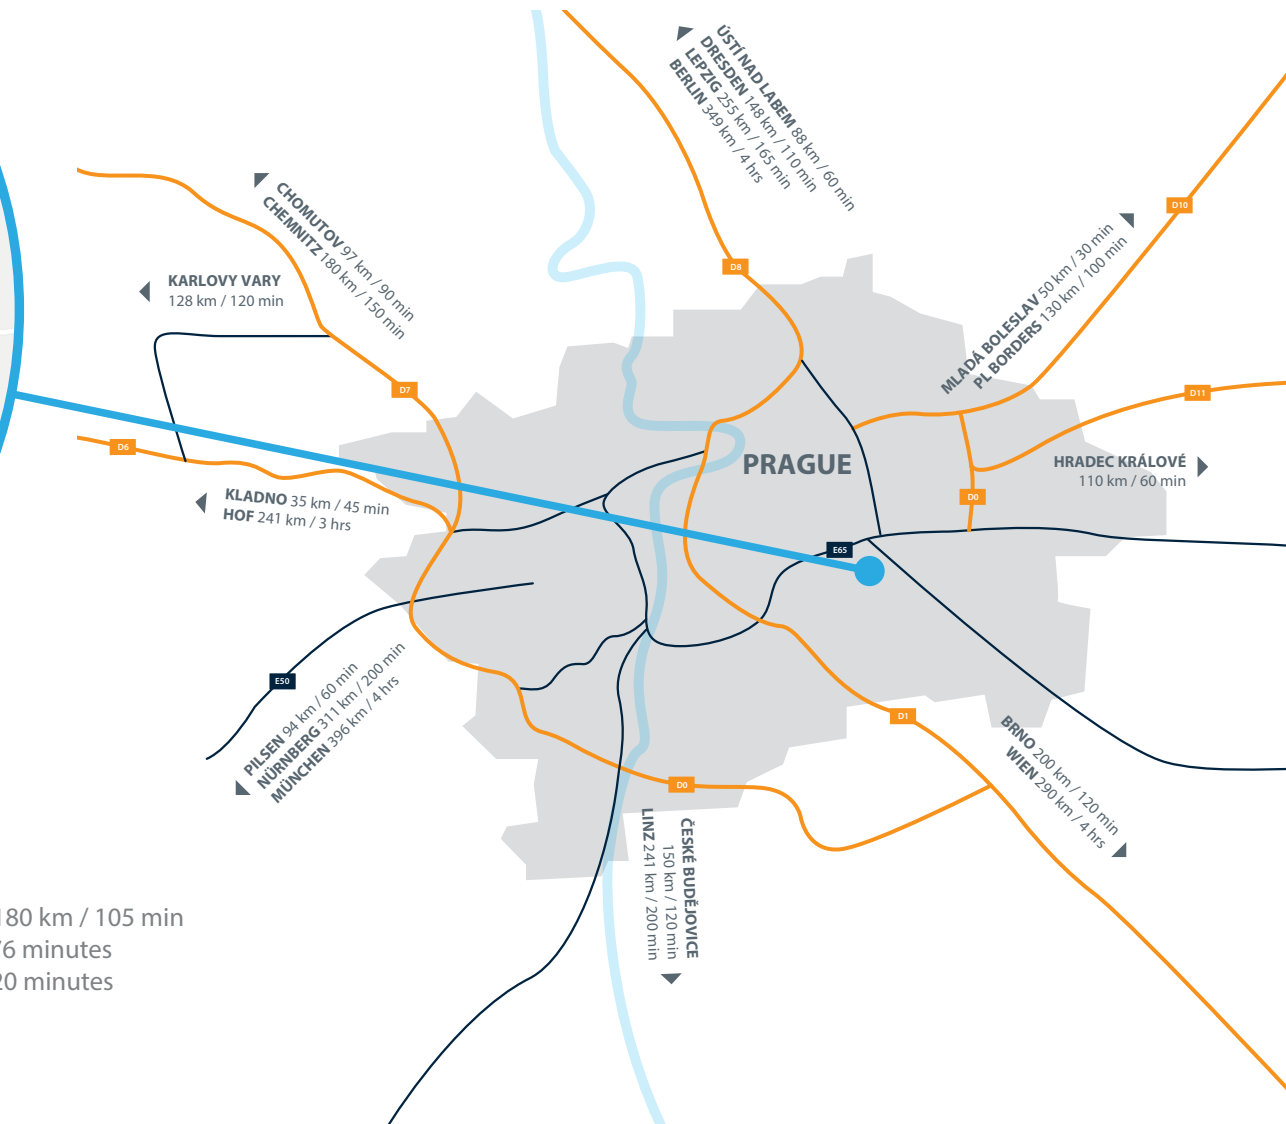 ÚSTÍ NAD LABEM 88 km / 60 min
DRESDEN 148 km / 110 min
LEPZIG 255 km / 165 min
BERLIN 349 km / 4 hrs
CHOMUTOV 97 km / 90 min
CHEMNITZ 180 km / 150 min
KARLOVY VARY
128 km / 120 min
D10
MLADÁ BOLESLAV 50 km / 30 min
PL BORDERS 130 km / 100 min
D8
D7
D11
D6
PRAGUE
HRADEC KRÁLOVÉ
110 km / 60 min
KLADNO 35 km / 45 min
HOF 241 km / 3 hrs
D0
E65
E50
PILSEN 94 km / 60 min
NÜRNBERG 311 km / 200 min
MÜNCHEN 396 km / 4 hrs
D1
BRNO 200 km / 120 min
WIEN 290 km / 4 hrs
D0
ČESKÉ BUDĚJOVICE
150 km / 120 min
LINZ 241 km / 200 min
180 km / 105 min
6 minutes
20 minutes